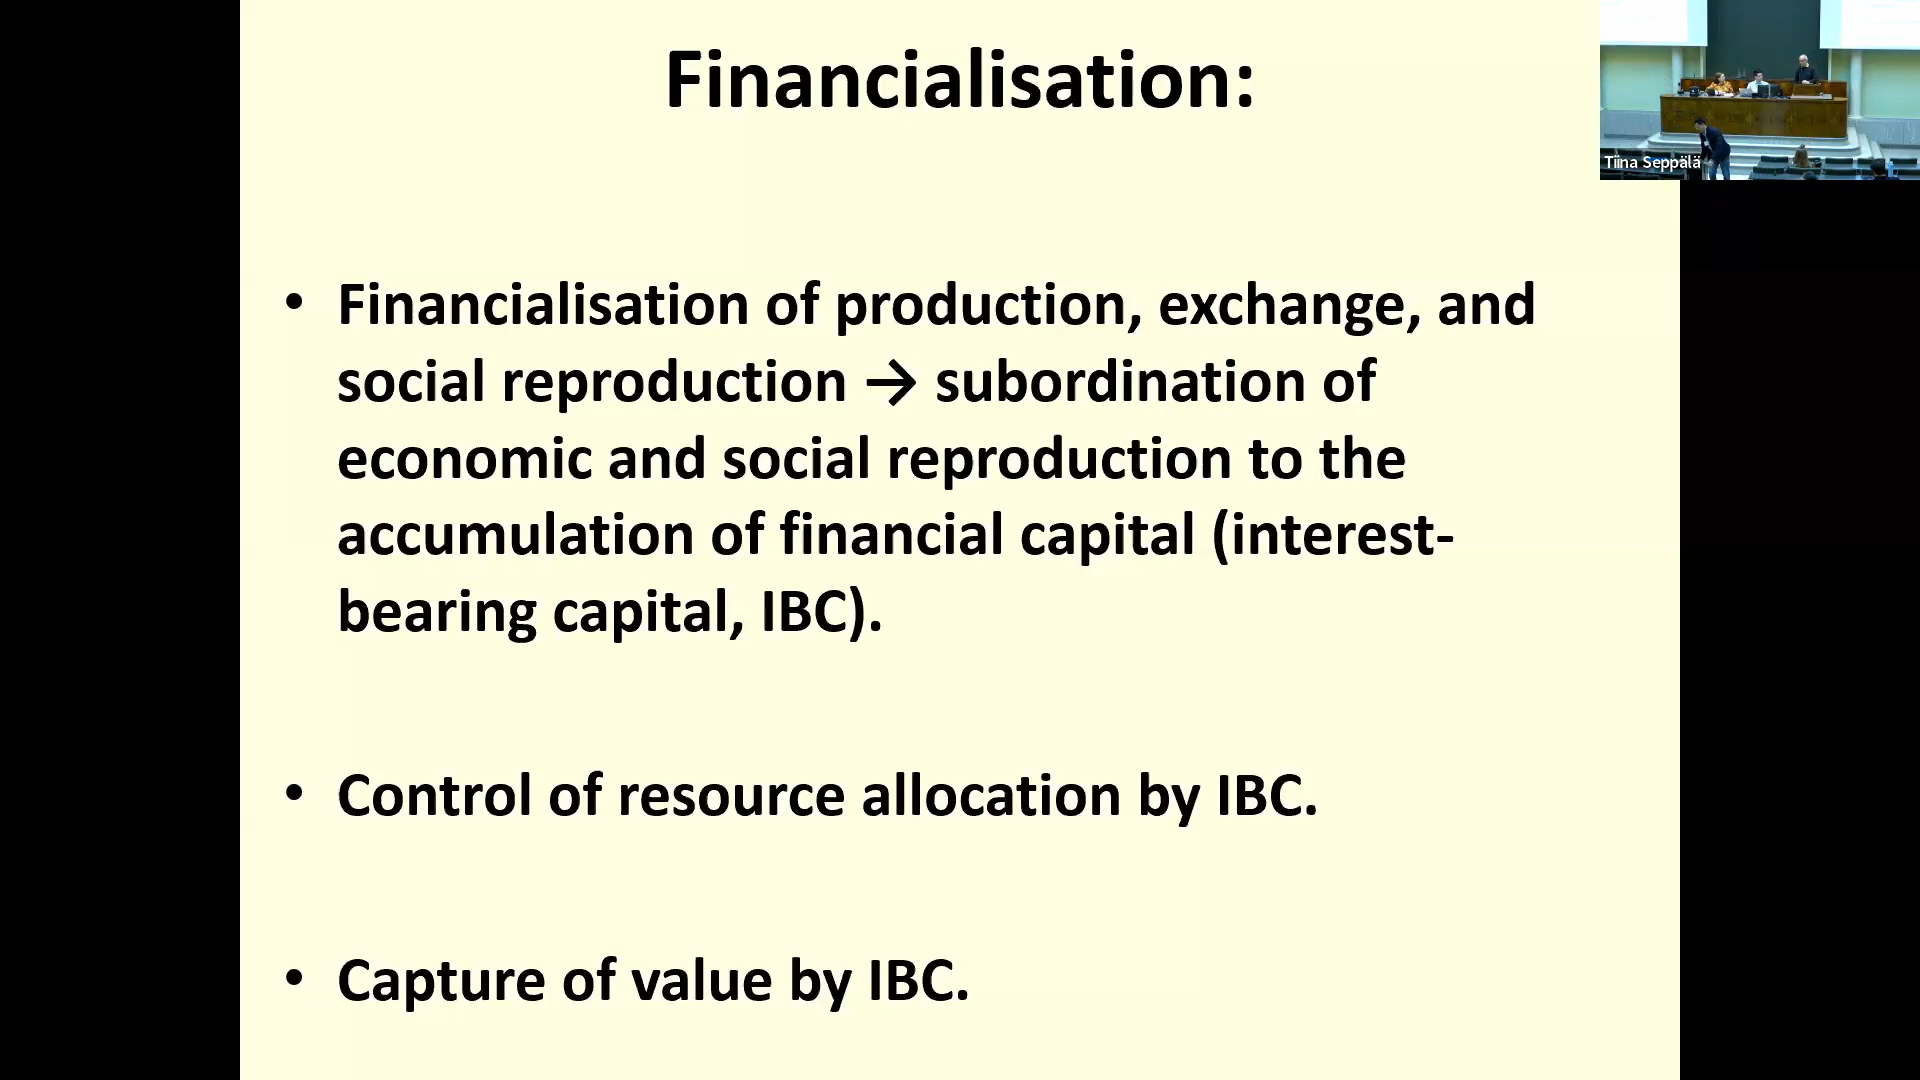 Financialisation:
Tiina Seppälä
• Financialisation of production, exchange, and
social reproduction → subordination of
economic and social reproduction to the
accumulation of financial capital (interest-
bearing capital, IBC).
• Control of resource allocation by IBC.
• Capture of value by IBC.